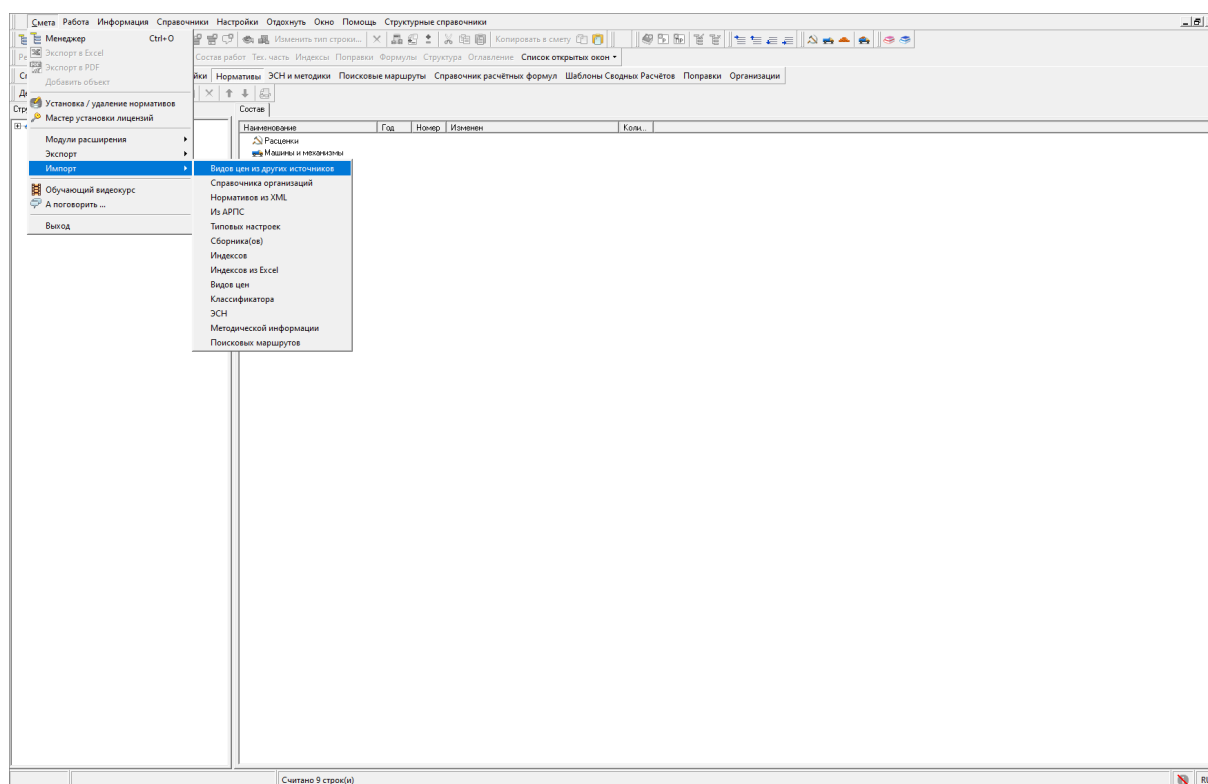 Смета Работа Информация Справочники Настройки Отдохнуть Окно Помощь Структурные справочники
Менеджер Ctrl+O
Экспорт в Excel
Экспорт в PDF
Добавить объект
Установка / удаление нормативов
Мастер установки лицензий
Модули расширения
Экспорт
Импорт
Обучающий видеокурс
А поговорить ...
Выход
Изменить тип строки... Копировать в смету
Состав работ Тех. часть Индексы Поправки Формулы Структура Оглавление Список открытых окон
Нормативы ЭСН и методики Поисковые маршруты Справочник расчётных формул Шаблоны Сводных Расчётов Поправки Организации
Состав
Наименование Год Номер Изменен Коли...
Расценки
Машины и механизмы
Видов цен из других источников
Справочника организаций
Нормативов из XML
Из АРПС
Типовых настроек
Сборника(ов)
Индексов
Индексов из Excel
Видов цен
Классификатора
ЭСН
Методической информации
Поисковых маршрутов
Считано 9 строк(и)